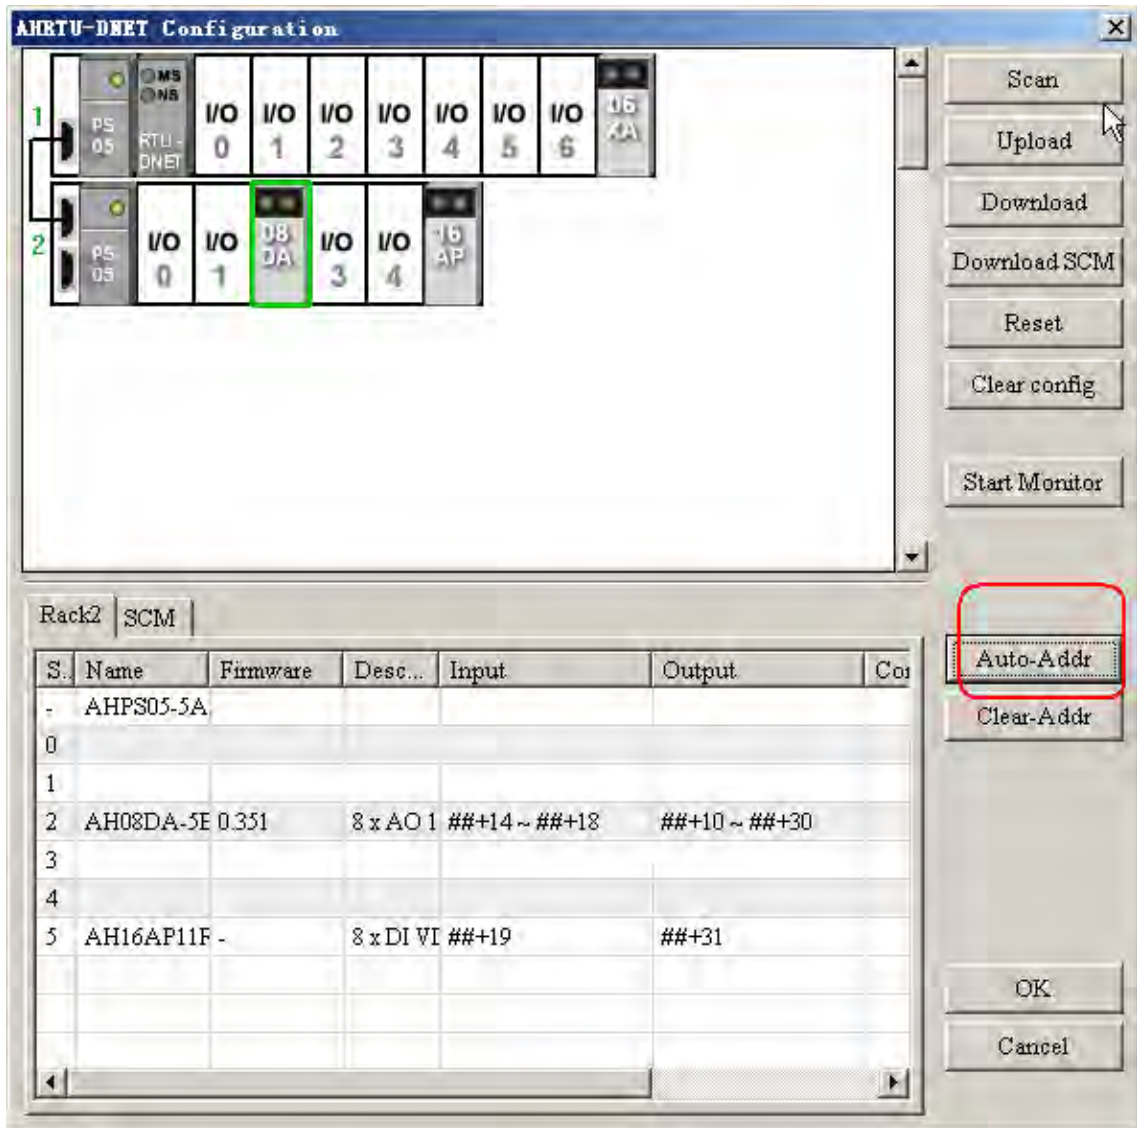 AHRTU-DNET Configuration
1
PS
05
MS
NS
RTU-
DNET
I/O I/O I/O I/O I/O I/O I/O
0 1 2 3 4 5 6
06
XA
2
PS
05
I/O I/O
0 1
08
DA
I/O I/O
3 4
16
AP
Scan
Upload
Download
Download SCM
Reset
Clear config
Start Monitor
Auto-Addr
Clear-Addr
OK
Cancel
Rack2 SCM
S.. Name Firmware Desc... Input Output Cor
- AHPS05-5A
0
1
2 AH08DA-5E 0.351 8 x AO 1 ##+14 ~ ##+18 ##+10 ~ ##+30
3
4
5 AH16AP11R - 8 x DI VI ##+19 ##+31